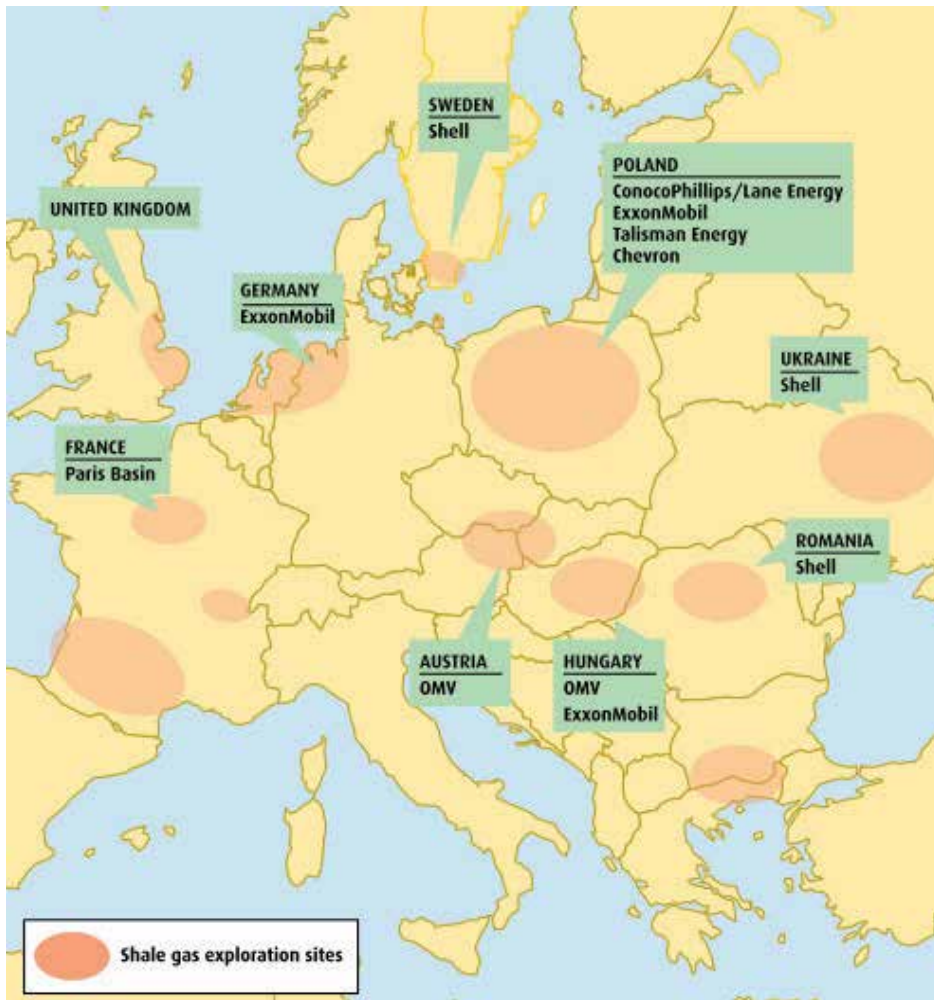 SWEDEN
Shell
POLAND
ConocoPhillips/Lane Energy
ExxonMobil
Talisman Energy
Chevron
UNITED KINGDOM
GERMANY
ExxonMobil
UKRAINE
Shell
FRANCE
Paris Basin
ROMANIA
Shell
AUSTRIA
OMV
HUNGARY
OMV
ExxonMobil
Shale gas exploration sites